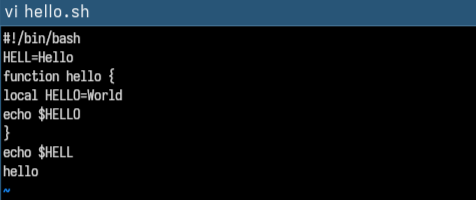 vi hello.sh
#!/bin/bash
HELL=Hello
function hello {
local HELLO=World
echo $HELLO
}
echo $HELL
hello
~